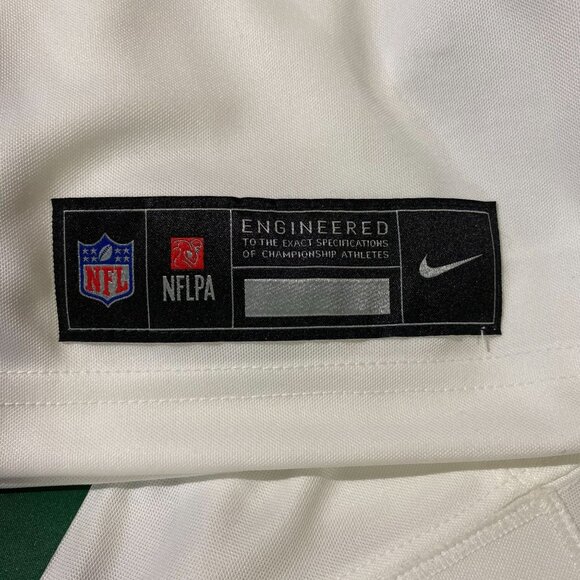 NFL
NFLPA
ENGINEERED
TO THE EXACT SPECIFICATIONS
OF CHAMPIONSHIP ATHLETES